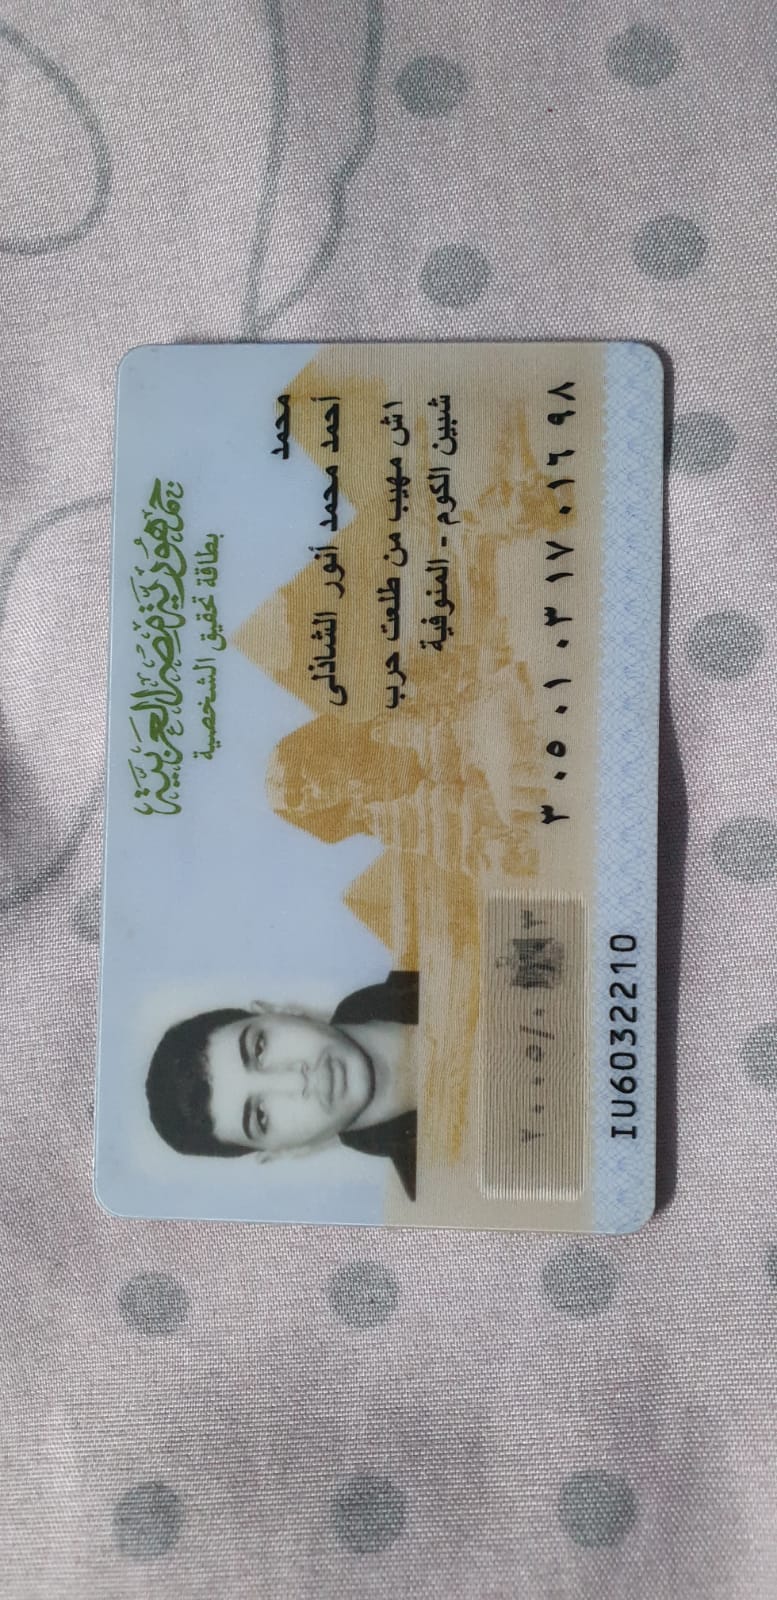 جمهورية مصر العربية
بطاقة تحقيق الشخصية
محمد
أحمد محمد أنور الشاذلى
اش مهيب من طلعت حرب
شبين الكوم - المنوفية
٣٠٥٠١٠٣١٧٠١٦٩٨
IU6032210